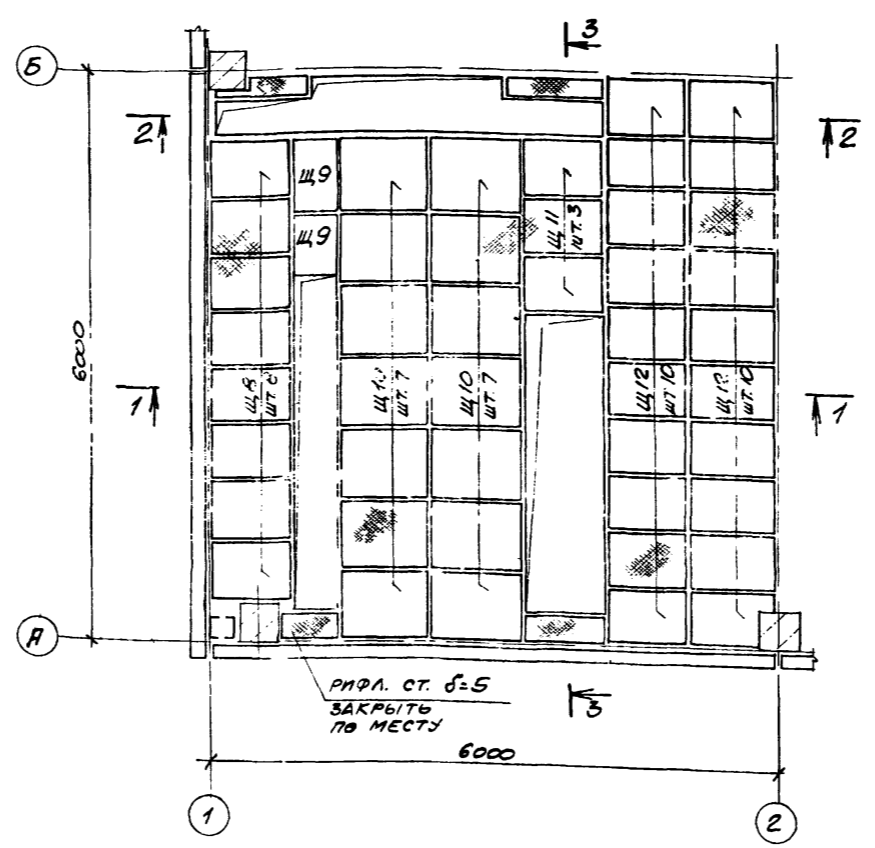 3
Б
2
2
Щ9
Щ9
Щ11
шт. 3
6000
Щ8
шт 8
Щ10
шт. 7
Щ10
шт. 7
Щ12
шт 10
Щ12
шт. 10
1
1
А
РИФЛ. СТ. δ=5
ЗАКРЫТЬ
ПО МЕСТУ
3
6000
1
2